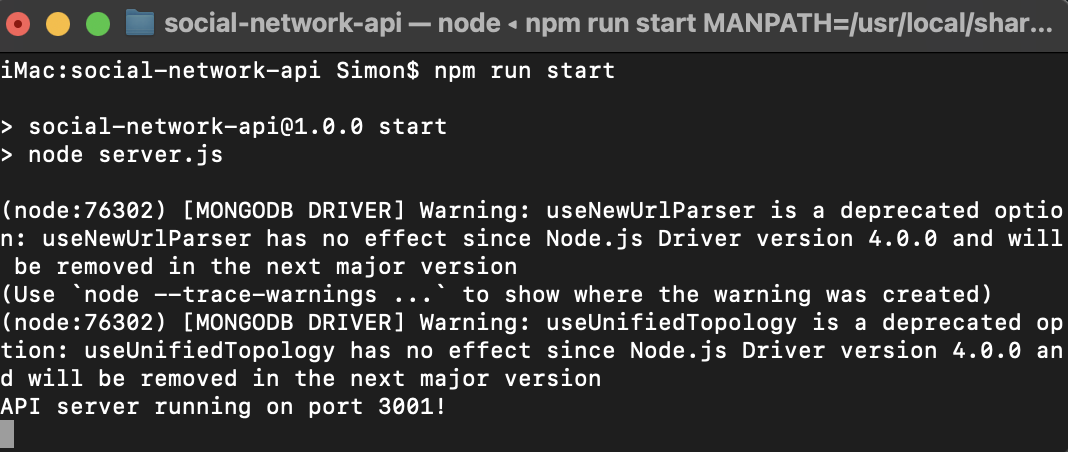 social-network-api — node ◂ npm run start MANPATH=/usr/local/shar...
iMac:social-network-api Simon$ npm run start
> social-network-api@1.0.0 start
> node server.js
(node:76302) [MONGODB DRIVER] Warning: useNewUrlParser is a deprecated optio
n: useNewUrlParser has no effect since Node.js Driver version 4.0.0 and will
 be removed in the next major version
(Use `node --trace-warnings ...` to show where the warning was created)
(node:76302) [MONGODB DRIVER] Warning: useUnifiedTopology is a deprecated op
tion: useUnifiedTopology has no effect since Node.js Driver version 4.0.0 an
d will be removed in the next major version
API server running on port 3001!